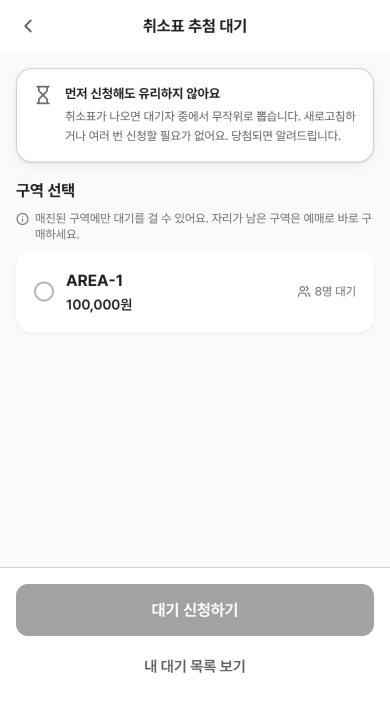 취소표 추첨 대기
먼저 신청해도 유리하지 않아요
취소표가 나오면 대기자 중에서 무작위로 뽑습니다. 새로고침하
거나 여러 번 신청할 필요가 없어요. 당첨되면 알려드립니다.
구역 선택
매진된 구역에만 대기를 걸 수 있어요. 자리가 남은 구역은 예매로 바로 구
매하세요.
AREA-1
8명 대기
100,000원
대기 신청하기
내 대기 목록 보기